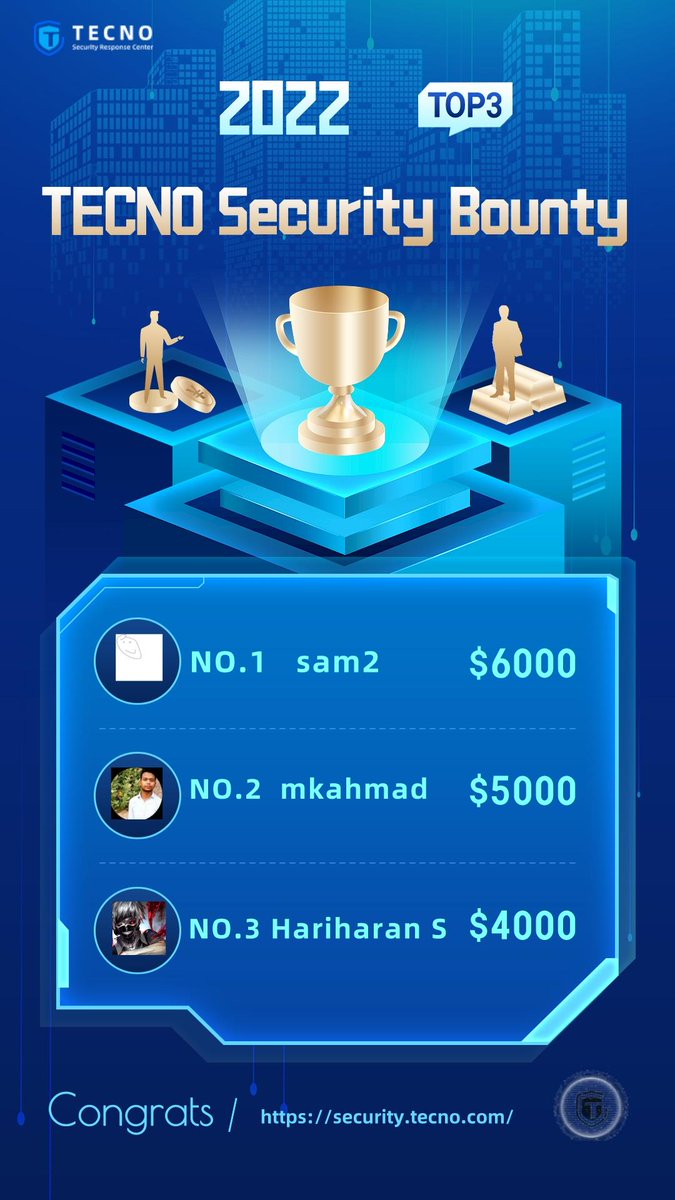 TECNO
Security Response Center
2022
TOP3
TECNO Security Bounty
NO.1 sam2 $6000
NO.2 mkahmad $5000
NO.3 Hariharan S $4000
Congrats / https://security.tecno.com/